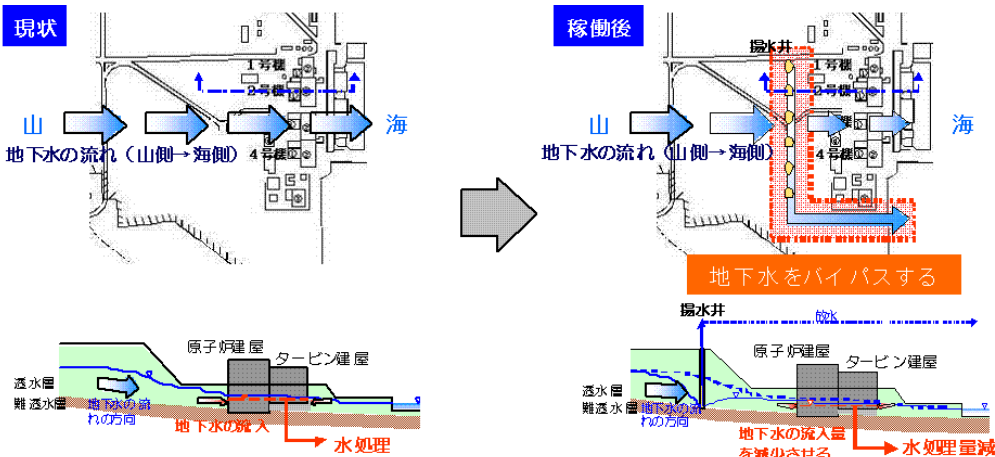 現状
1号機
2号機
4号機
山
海
地下水の流れ（山側→海側）
原子炉建屋
タービン建屋
透水層
難透水層
地下水の流
れの方向
地下水の流入
水処理
稼働後
揚水井
1号機
2号機
4号機
山
海
地下水の流れ（山側→海側）
地下水をバイパスする
揚水井
放水
原子炉建屋
タービン建屋
透水層
難透水層
地下水の流
れの方向
地下水の流入量
を減少させる
水処理量減